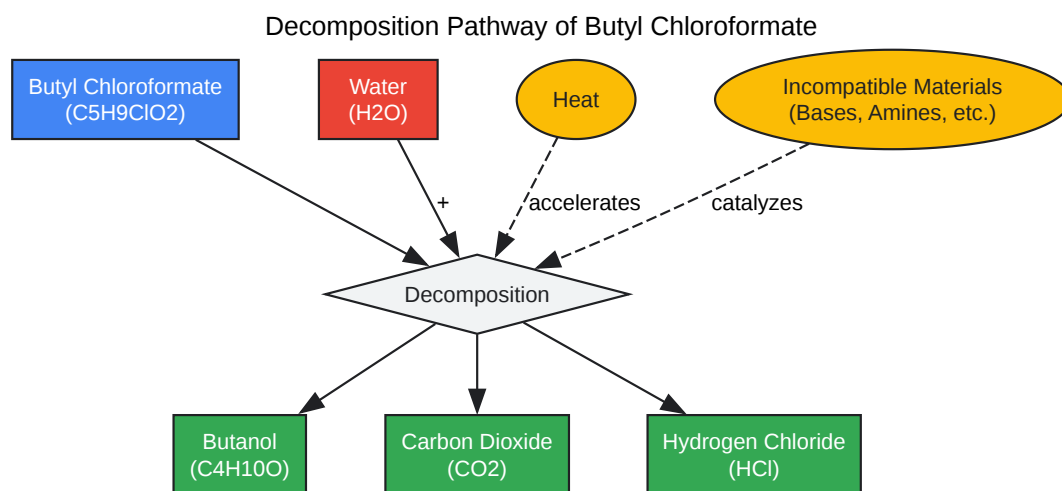 Decomposition Pathway of Butyl Chloroformate
Butyl Chloroformate
(C5H9ClO2)
Water
(H2O)
Heat
Incompatible Materials
(Bases, Amines, etc.)
+
accelerates
catalyzes
Decomposition
Butanol
(C4H10O)
Carbon Dioxide
(CO2)
Hydrogen Chloride
(HCl)